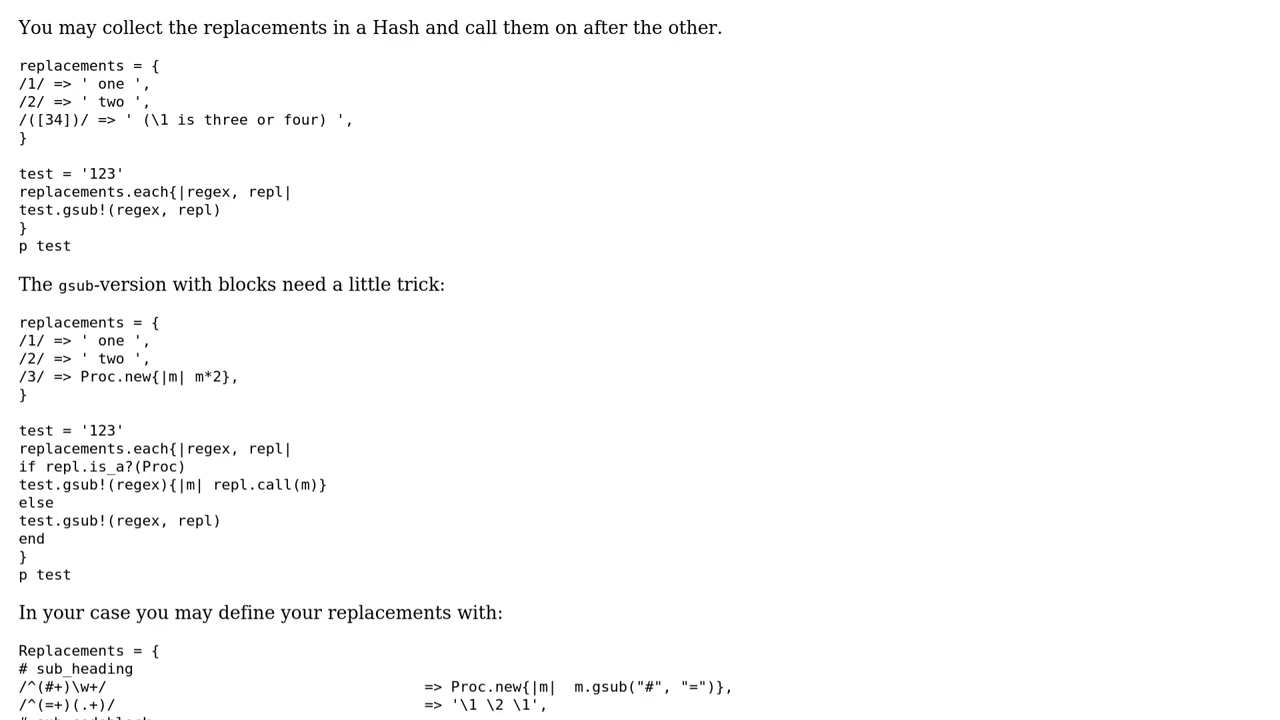 You may collect the replacements in a Hash and call them on after the other.
replacements = {
/1/ => ' one ',
/2/ => ' two ',
/([34])/ => ' (\1 is three or four) ',
}
test = '123'
replacements.each{|regex, repl|
test.gsub!(regex, repl)
}
p test
The gsub-version with blocks need a little trick:
replacements = {
/1/ => ' one ',
/2/ => ' two ',
/3/ => Proc.new{|m| m*2},
}
test = '123'
replacements.each{|regex, repl|
if repl.is_a?(Proc)
test.gsub!(regex){|m| repl.call(m)}
else
test.gsub!(regex, repl)
end
}
p test
In your case you may define your replacements with:
Replacements = {
# sub_heading
/^(#+)\w+/ => Proc.new{|m|  m.gsub("#", "=")},
/^(=+)(.+)/ => '\1 \2 \1',